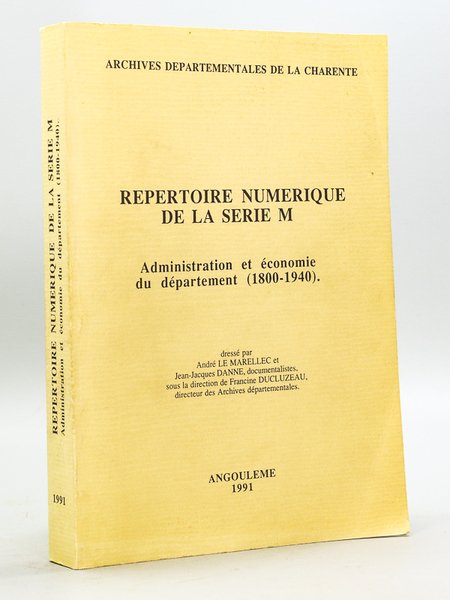 ARCHIVES DEPARTEMENTALES DE LA CHARENTE
REPERTOIRE NUMERIQUE
DE LA SERIE M
Administration et économie
du département (1800-1940).
dressé par
André LE MARELLEC et
Jean-Jacques DANNE, documentalistes,
sous la direction de Francine DUCLUZEAU,
directeur des Archives départementales.
ANGOULEME
1991
REPERTOIRE NUMERIQUE DE LA SERIE M
Administration et économie du département (1800-1940).
1991